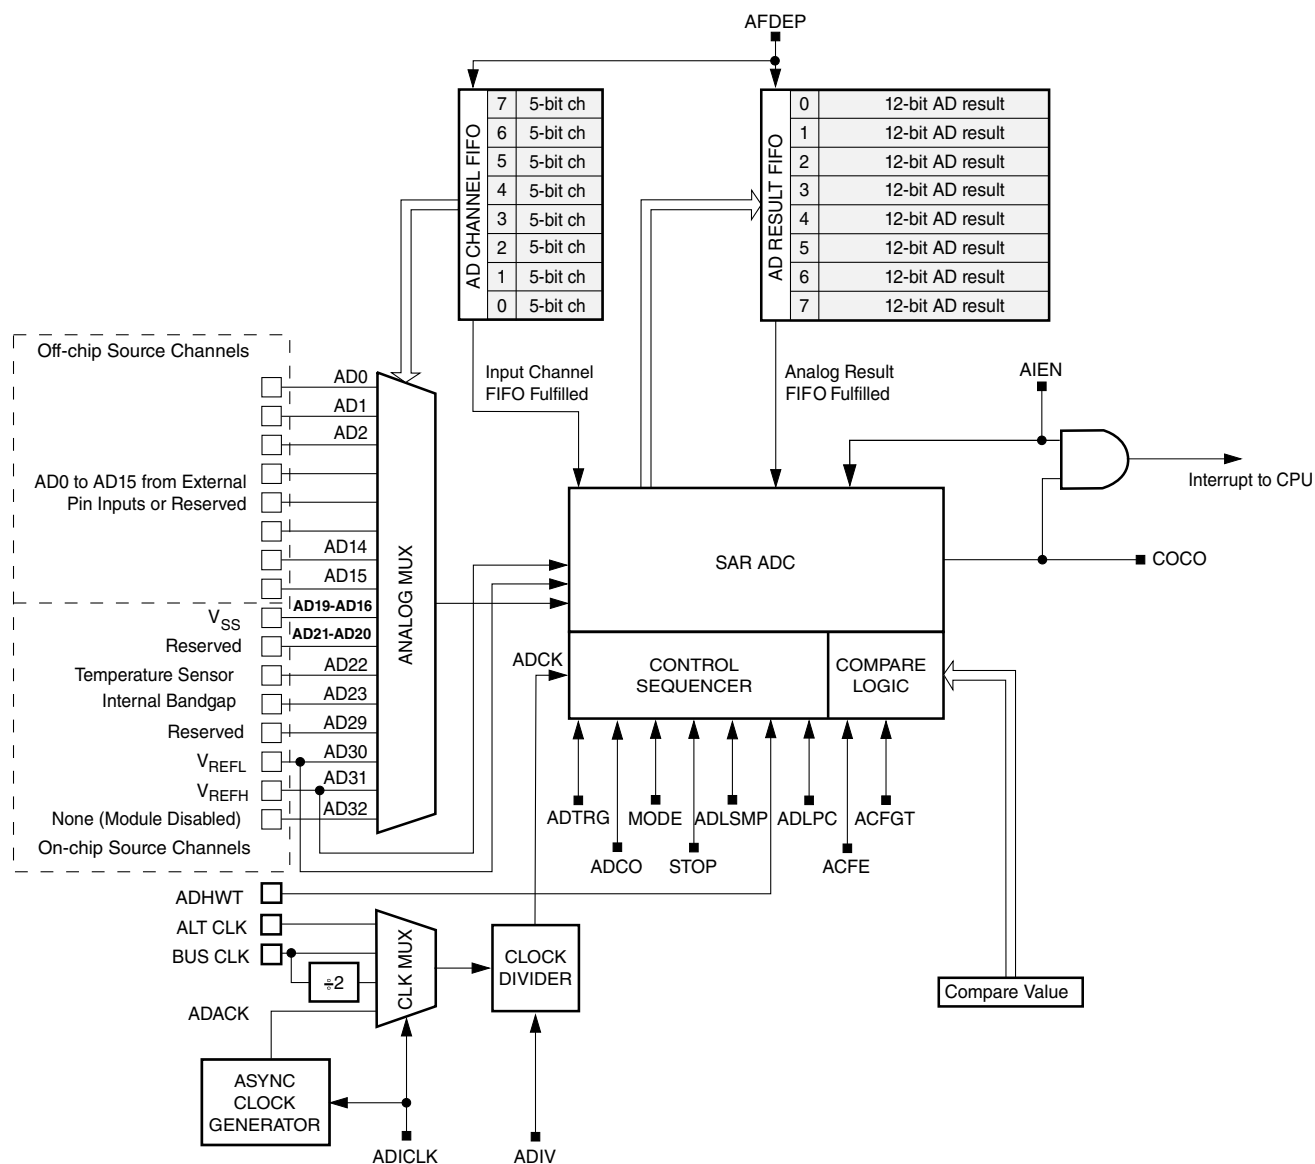 AFDEP
AD CHANNEL FIFO
7 5-bit ch
6 5-bit ch
5 5-bit ch
4 5-bit ch
3 5-bit ch
2 5-bit ch
1 5-bit ch
0 5-bit ch
AD RESULT FIFO
0 12-bit AD result
1 12-bit AD result
2 12-bit AD result
3 12-bit AD result
4 12-bit AD result
5 12-bit AD result
6 12-bit AD result
7 12-bit AD result
Input Channel
FIFO Fulfilled
Analog Result
FIFO Fulfilled
AIEN
Interrupt to CPU
COCO
Off-chip Source Channels
AD0
AD1
AD2
AD0 to AD15 from External
Pin Inputs or Reserved
AD14
AD15
VSS AD19-AD16
Reserved AD21-AD20
Temperature Sensor AD22
Internal Bandgap AD23
Reserved AD29
VREFL AD30
VREFH AD31
None (Module Disabled) AD32
On-chip Source Channels
ANALOG MUX
SAR ADC
ADCK
CONTROL
SEQUENCER
COMPARE
LOGIC
ADTRG
MODE
ADLSMP
ADLPC
ACFGT
ADCO
STOP
ACFE
ADHWT
ALT CLK
BUS CLK
÷2
ADACK
CLK MUX
CLOCK
DIVIDER
Compare Value
ASYNC
CLOCK
GENERATOR
ADICLK
ADIV